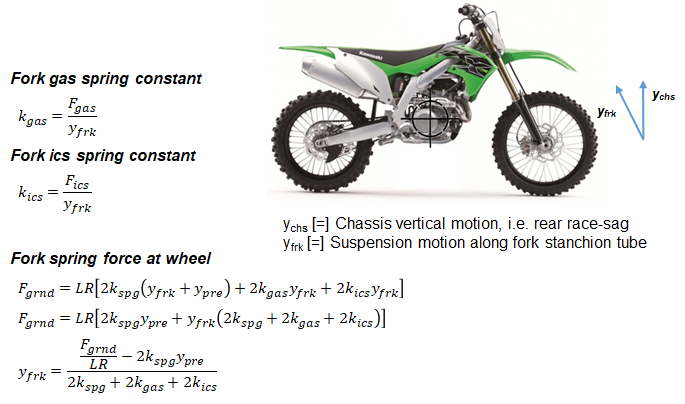 Fork gas spring constant
k_gas = F_gas / y_frk
Fork ics spring constant
k_ics = F_ics / y_frk
Kawasaki
y_frk
y_chs
y_chs [=] Chassis vertical motion, i.e. rear race-sag
y_frk [=] Suspension motion along fork stanchion tube
Fork spring force at wheel
F_grnd = LR[2k_spg(y_frk + y_pre) + 2k_gas y_frk + 2k_ics y_frk]
F_grnd = LR[2k_spg y_pre + y_frk(2k_spg + 2k_gas + 2k_ics)]
y_frk = (F_grnd / LR − 2k_spg y_pre) / (2k_spg + 2k_gas + 2k_ics)